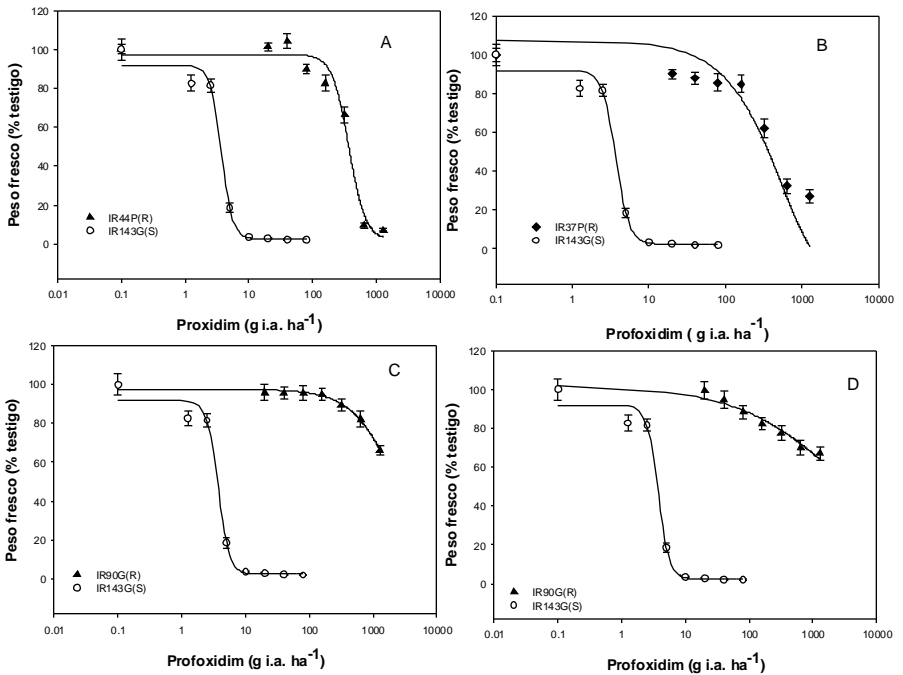 A
Peso fresco (% testigo)
120
100
80
60
40
20
0
IR44P(R)
IR143G(S)
0.01 0.1 1 10 100 1000 10000
Proxidim (g i.a. ha-1)
B
Peso fresco (% testigo)
120
100
80
60
40
20
0
IR37P(R)
IR143G(S)
0.1 1 10 100 1000 10000
Profoxidim ( g i.a. ha-1)
C
Peso fresco (% testigo)
120
100
80
60
40
20
0
IR90G(R)
IR143G(S)
0.01 0.1 1 10 100 1000 10000
Profoxidim (g i.a. ha-1)
D
Peso fresco (% testigo)
120
100
80
60
40
20
0
IR90G(R)
IR143G(S)
0.01 0.1 1 10 100 1000 10000
Profoxidim (g i.a. ha-1)